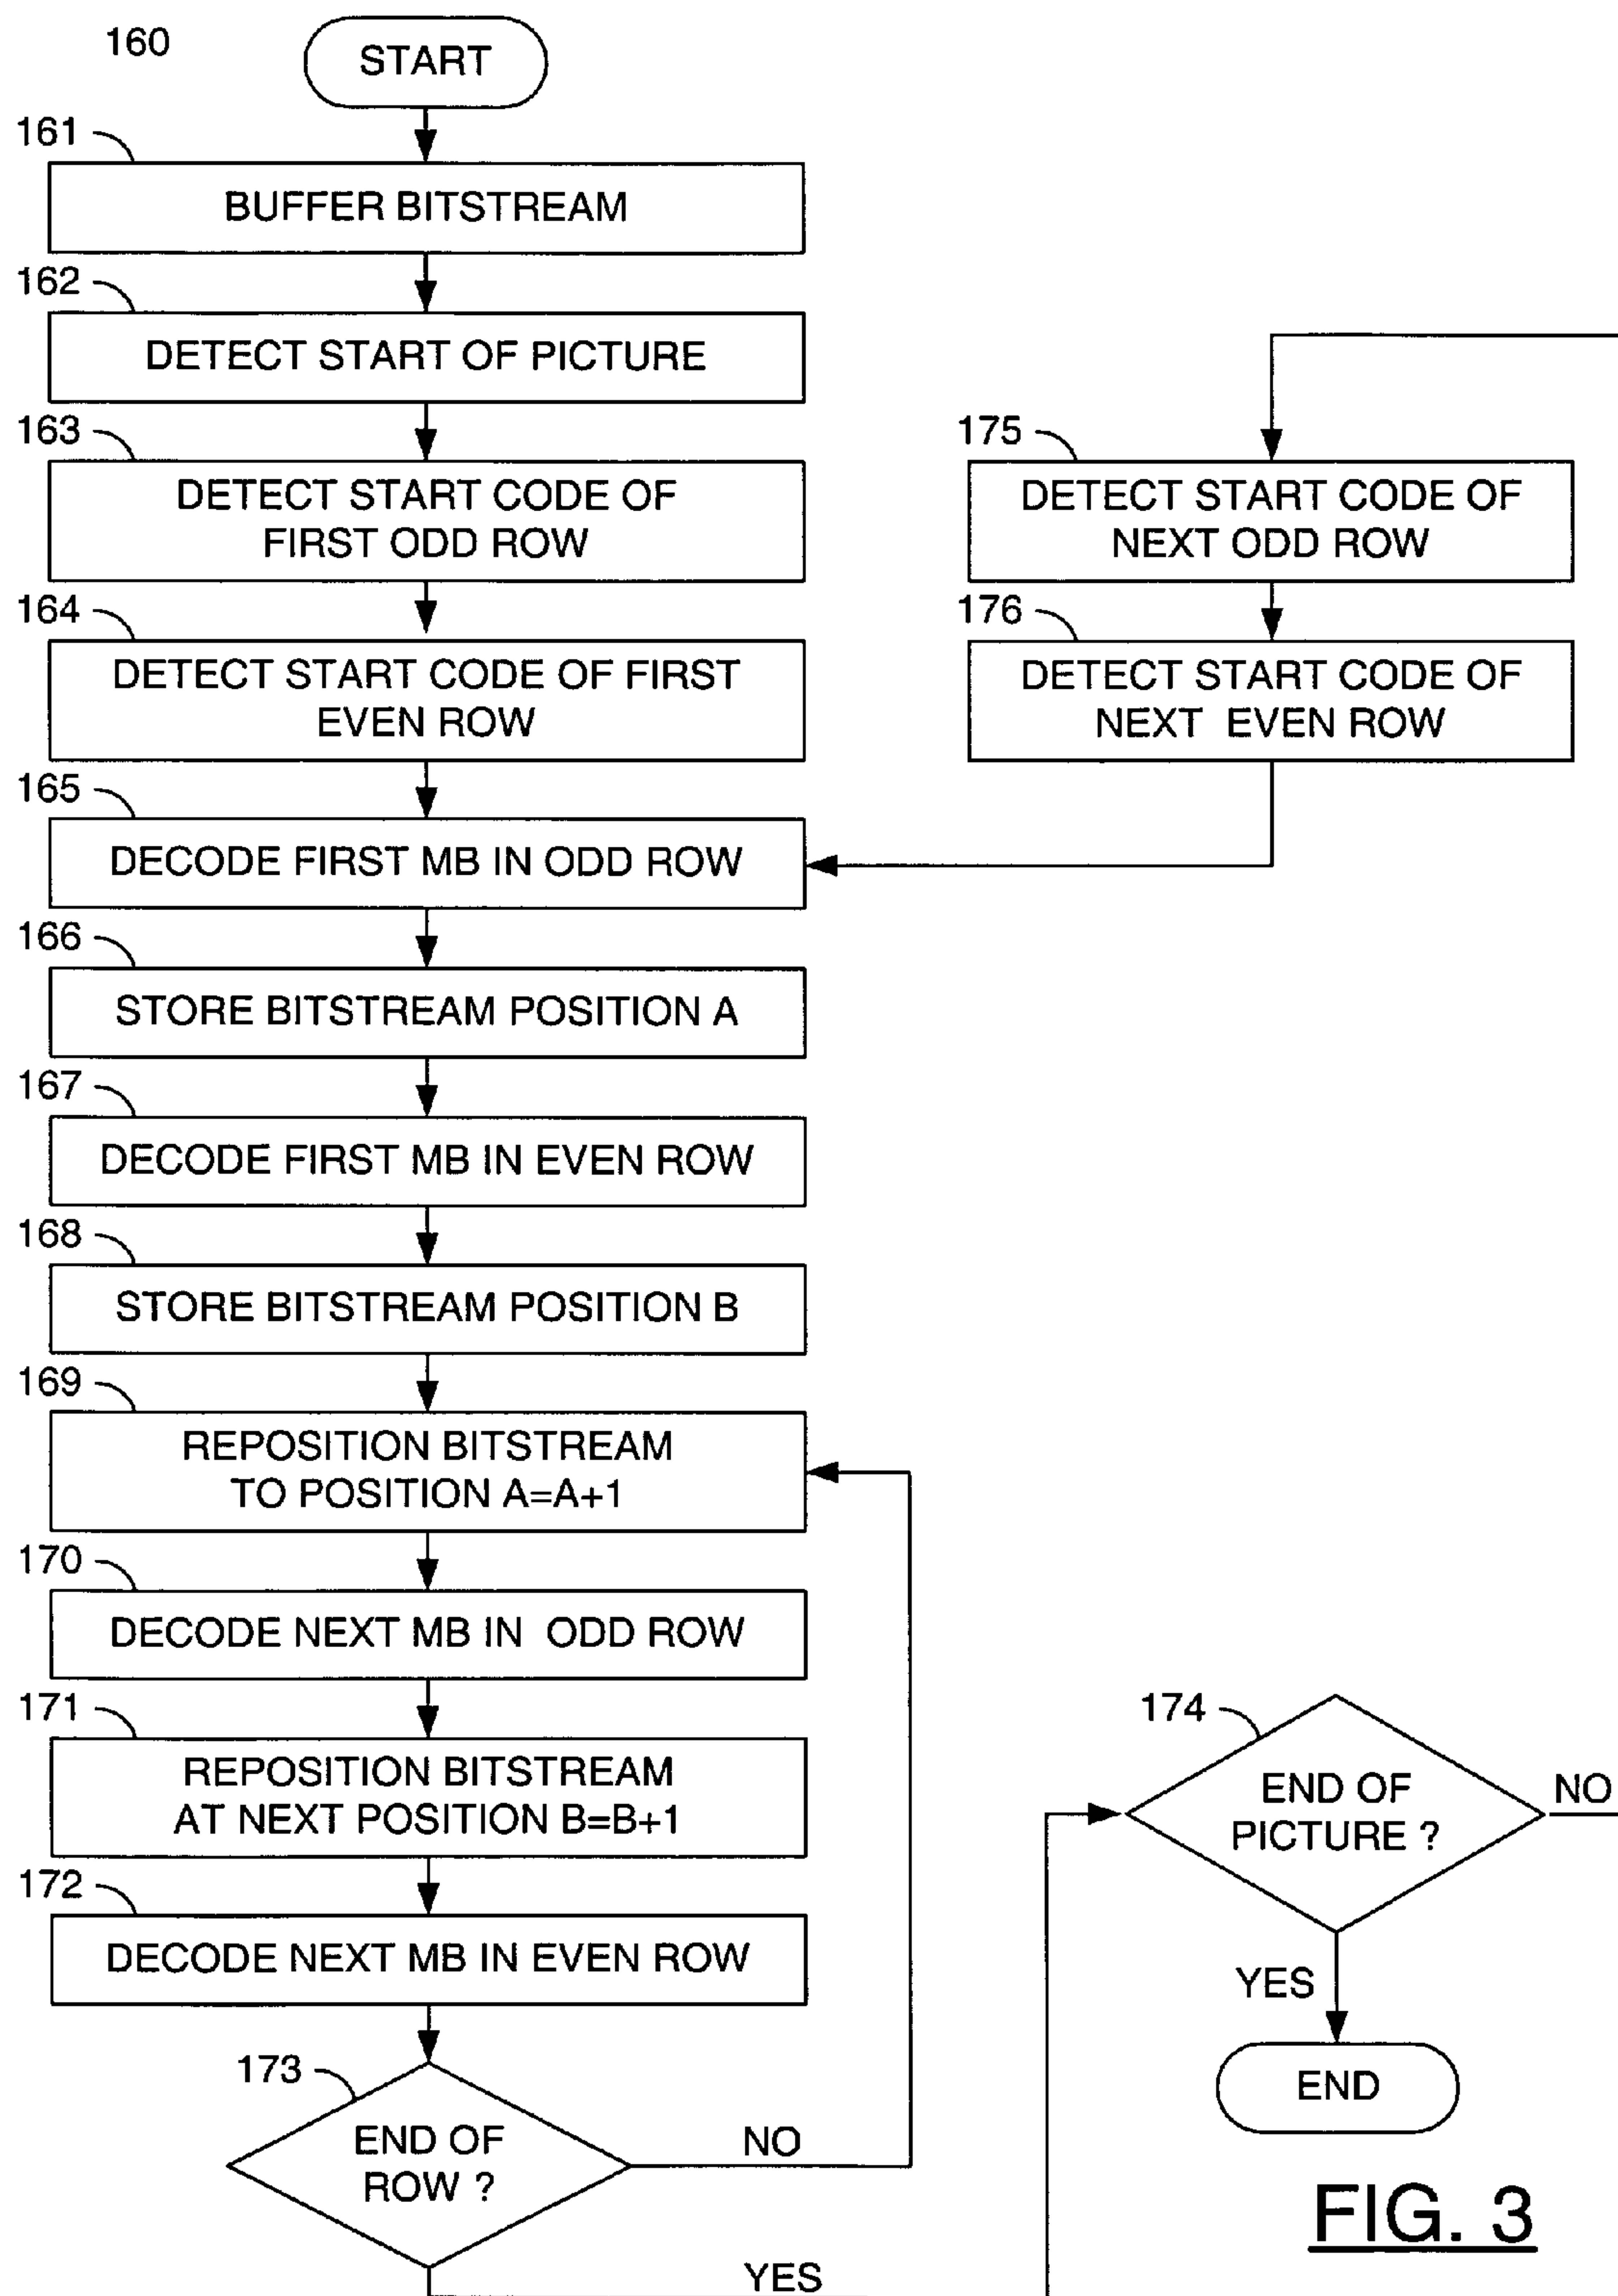 160
START
161
BUFFER BITSTREAM
162
DETECT START OF PICTURE
163
DETECT START CODE OF
FIRST ODD ROW
164
DETECT START CODE OF FIRST
EVEN ROW
165
DECODE FIRST MB IN ODD ROW
166
STORE BITSTREAM POSITION A
167
DECODE FIRST MB IN EVEN ROW
168
STORE BITSTREAM POSITION B
169
REPOSITION BITSTREAM
TO POSITION A=A+1
170
DECODE NEXT MB IN ODD ROW
171
REPOSITION BITSTREAM
AT NEXT POSITION B=B+1
172
DECODE NEXT MB IN EVEN ROW
173
END OF
ROW ?
NO
YES
174
END OF
PICTURE ?
NO
YES
END
175
DETECT START CODE OF
NEXT ODD ROW
176
DETECT START CODE OF
NEXT EVEN ROW
FIG. 3